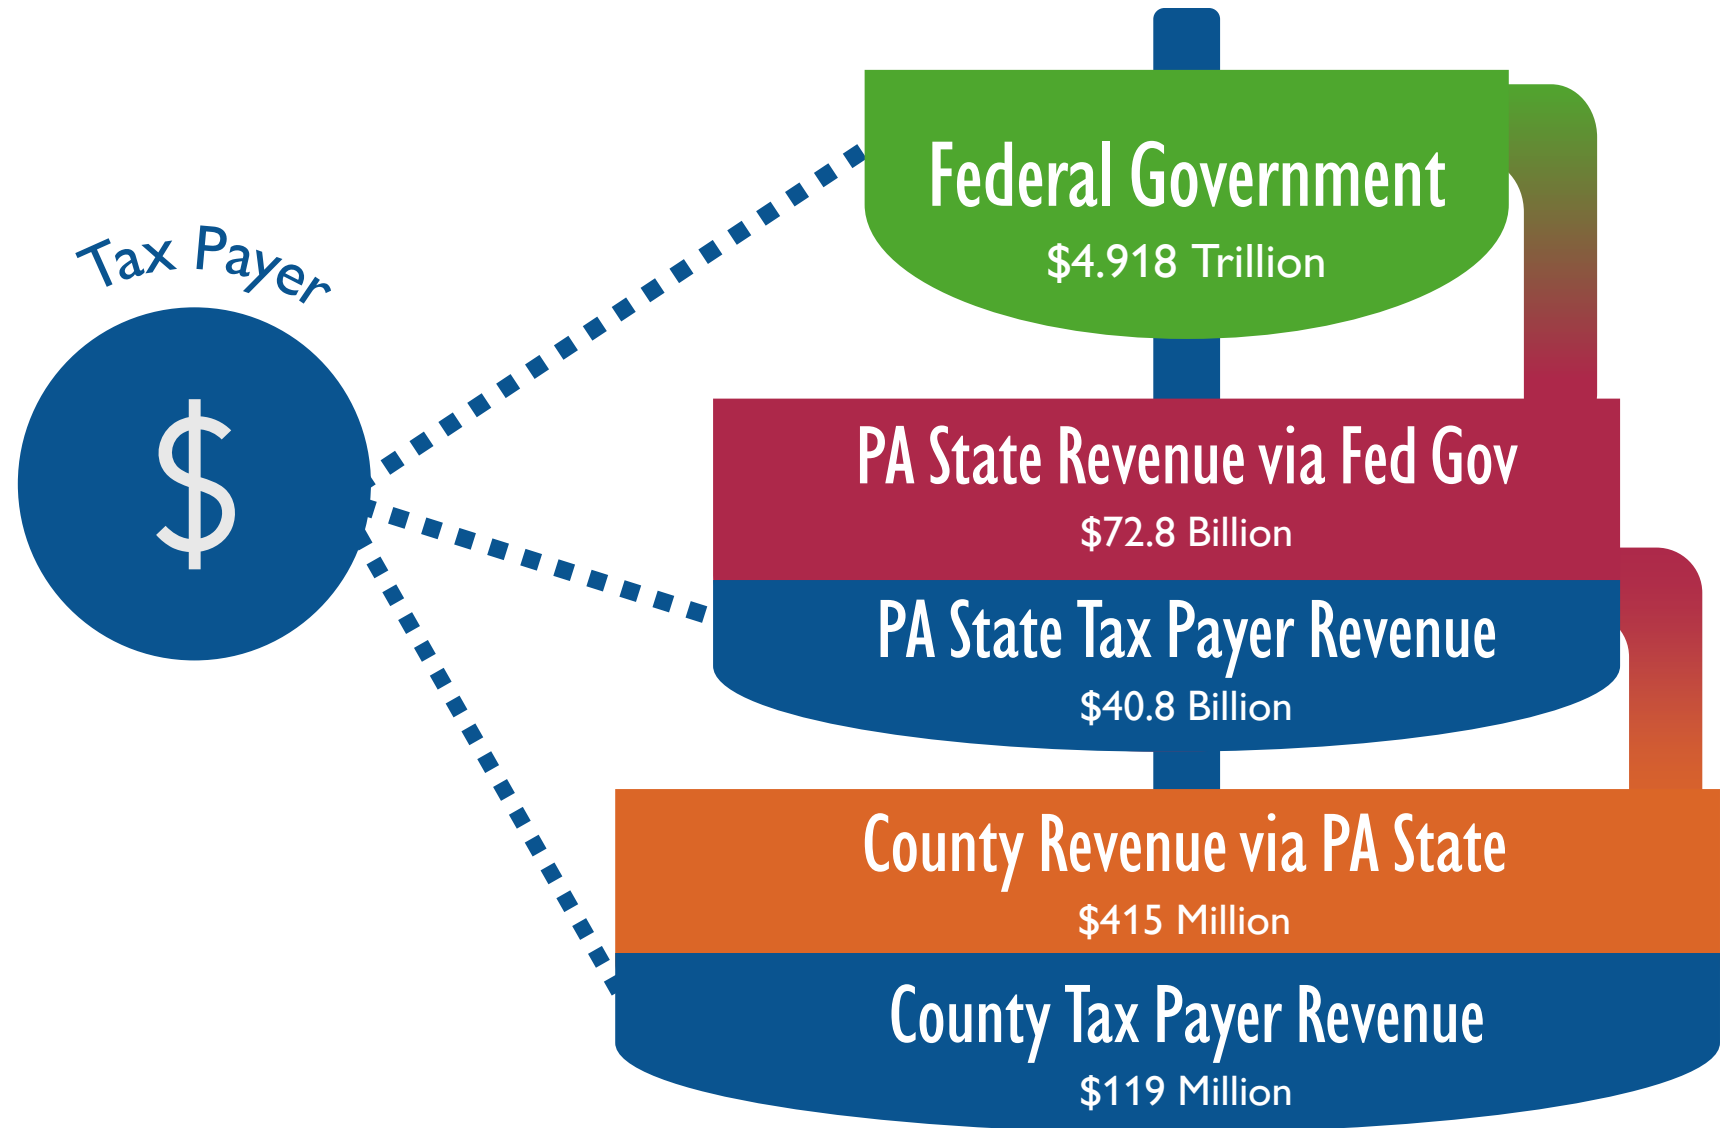 Tax Payer
$
Federal Government
$4.918 Trillion
PA State Revenue via Fed Gov
$72.8 Billion
PA State Tax Payer Revenue
$40.8 Billion
County Revenue via PA State
$415 Million
County Tax Payer Revenue
$119 Million